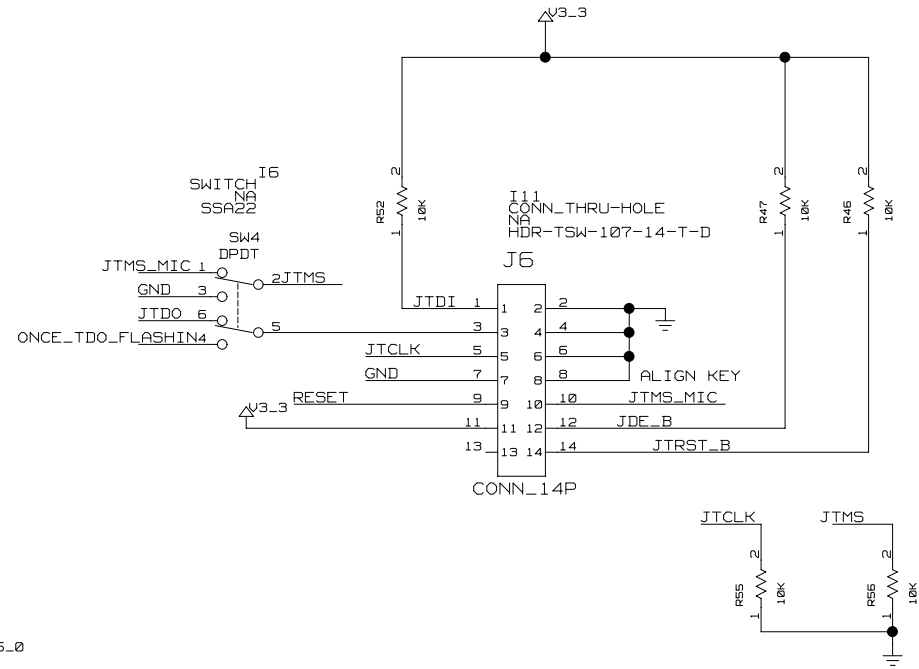 V3_3
I6
SWITCH
NA
SSA22
SW4
DPDT
JTMS_MIC 1
GND 3
JTDO 6
ONCE_TDO_FLASHIN4
2JTMS
5
2
R52
10K
1
I11
CONN_THRU-HOLE
NA
HDR-TSW-107-14-T-D
J6
2
R47
10K
1
2
R46
10K
1
JTDI 1 1 2 2
3 3 4 4
JTCLK 5 5 6 6
GND 7 7 8 8 ALIGN KEY
RESET 9 9 10 10 JTMS_MIC
V3_3
11 11 12 12 JDE_B
13 13 14 14 JTRST_B
CONN_14P
JTCLK
2
R55
10K
1
JTMS
2
R56
10K
1